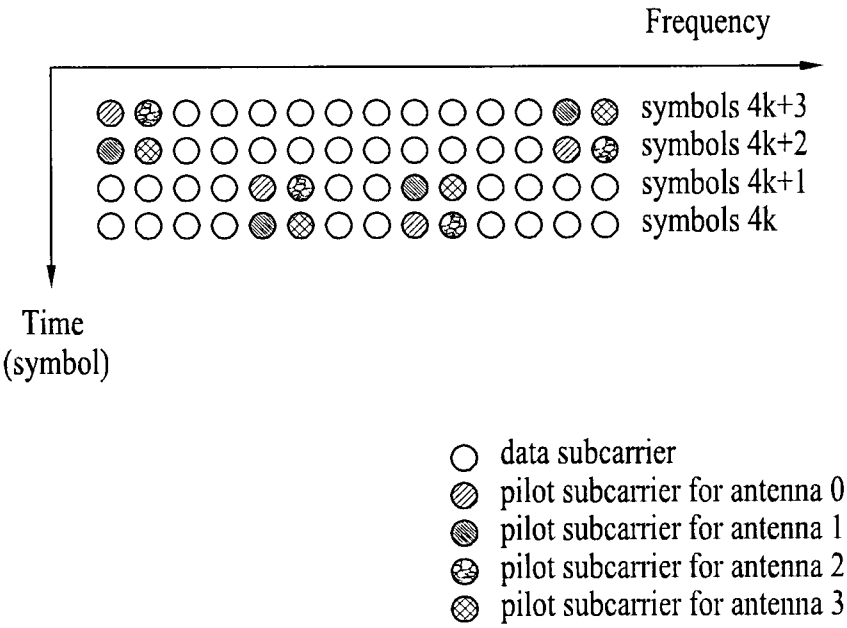 Frequency
symbols 4k+3
symbols 4k+2
symbols 4k+1
symbols 4k
Time
(symbol)
data subcarrier
pilot subcarrier for antenna 0
pilot subcarrier for antenna 1
pilot subcarrier for antenna 2
pilot subcarrier for antenna 3